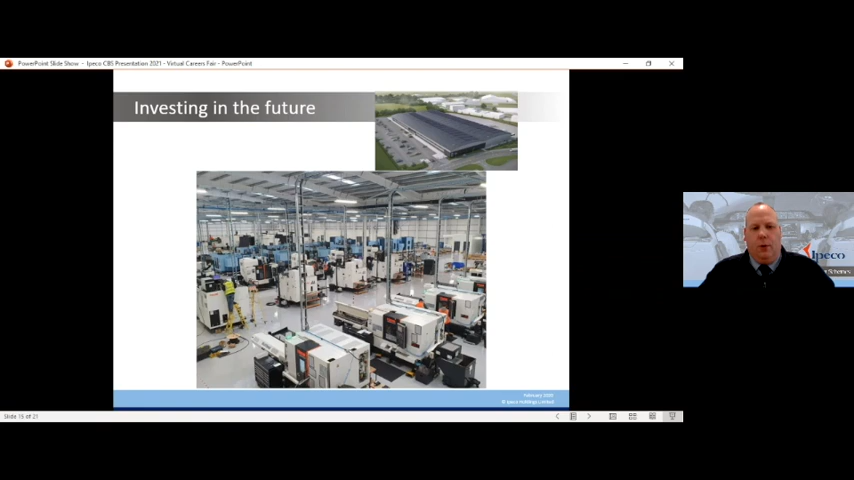 PowerPoint Slide Show - Ipeco CBS Presentation 2021 - Virtual Careers Fair - PowerPoint
Investing in the future
Ipeco
Schemes
February 2020
© Ipeco Holdings Limited
Slide 15 of 21